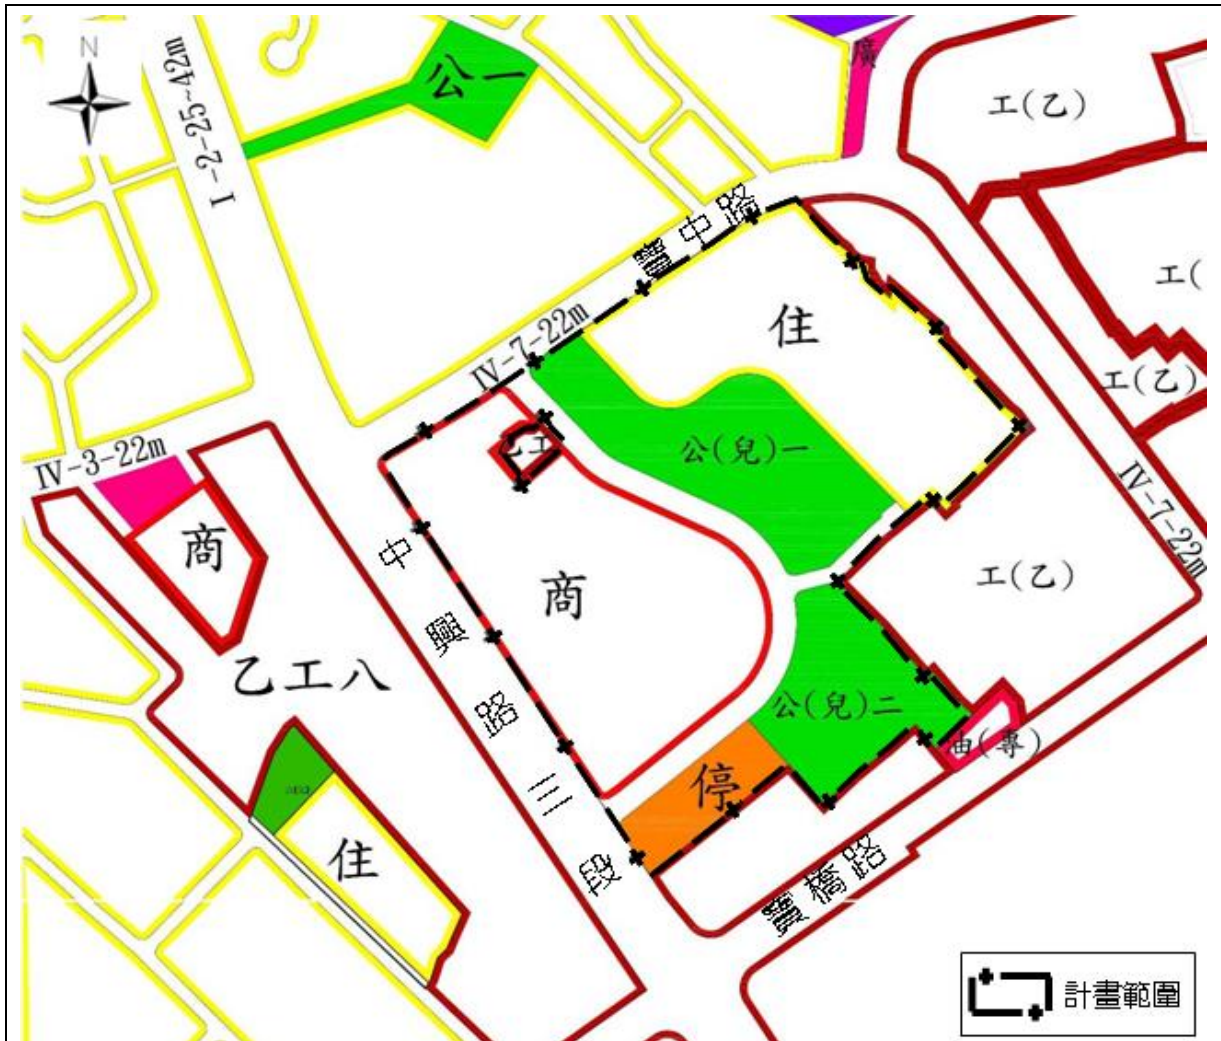 N
I-2-25~42m
公一
廣
工(乙)
工(
工(乙)
寶中路
IV-7-22m
住
公(兒)一
乙工
IV-3-22m
商
商
中興路三段
工(乙)
IV-7-22m
乙工八
公(兒)二
油(專)
停
住
寶橋路
計畫範圍